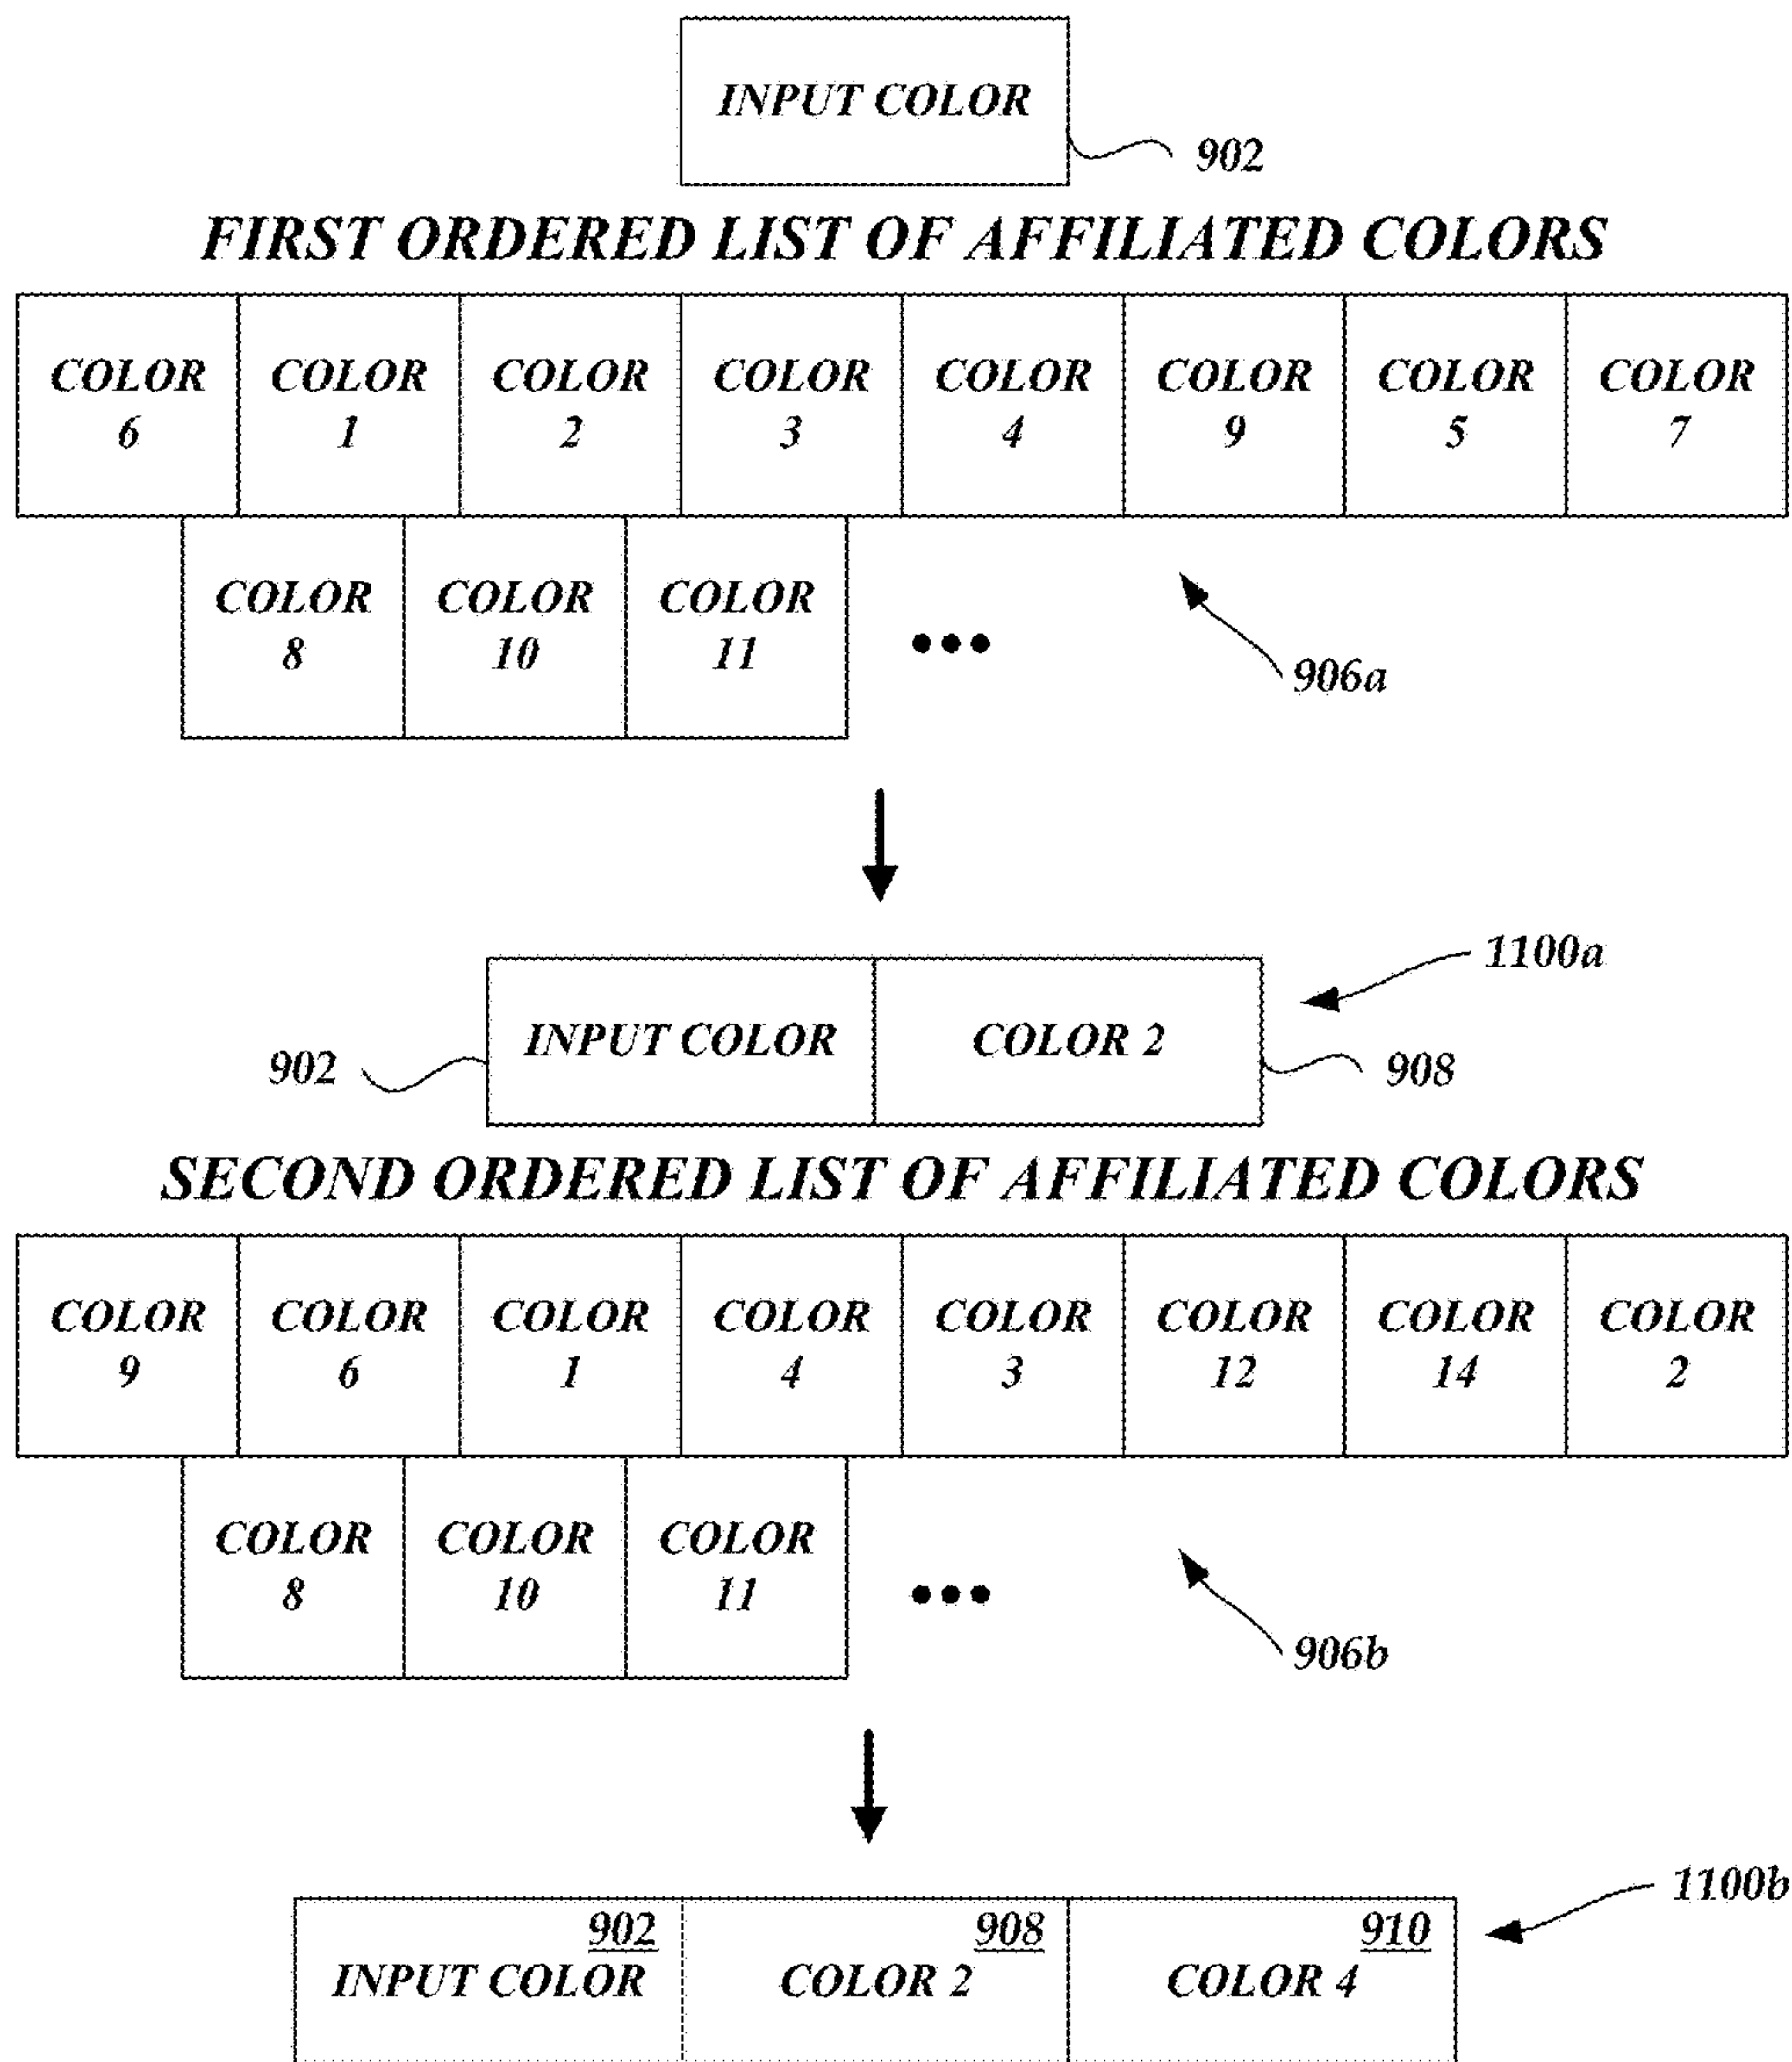 INPUT COLOR
902
FIRST ORDERED LIST OF AFFILIATED COLORS
COLOR 6
COLOR 1
COLOR 2
COLOR 3
COLOR 4
COLOR 9
COLOR 5
COLOR 7
COLOR 8
COLOR 10
COLOR 11
•••
906a
1100a
INPUT COLOR
COLOR 2
902
908
SECOND ORDERED LIST OF AFFILIATED COLORS
COLOR 9
COLOR 6
COLOR 1
COLOR 4
COLOR 3
COLOR 12
COLOR 14
COLOR 2
COLOR 8
COLOR 10
COLOR 11
•••
906b
1100b
902
INPUT COLOR
908
COLOR 2
910
COLOR 4